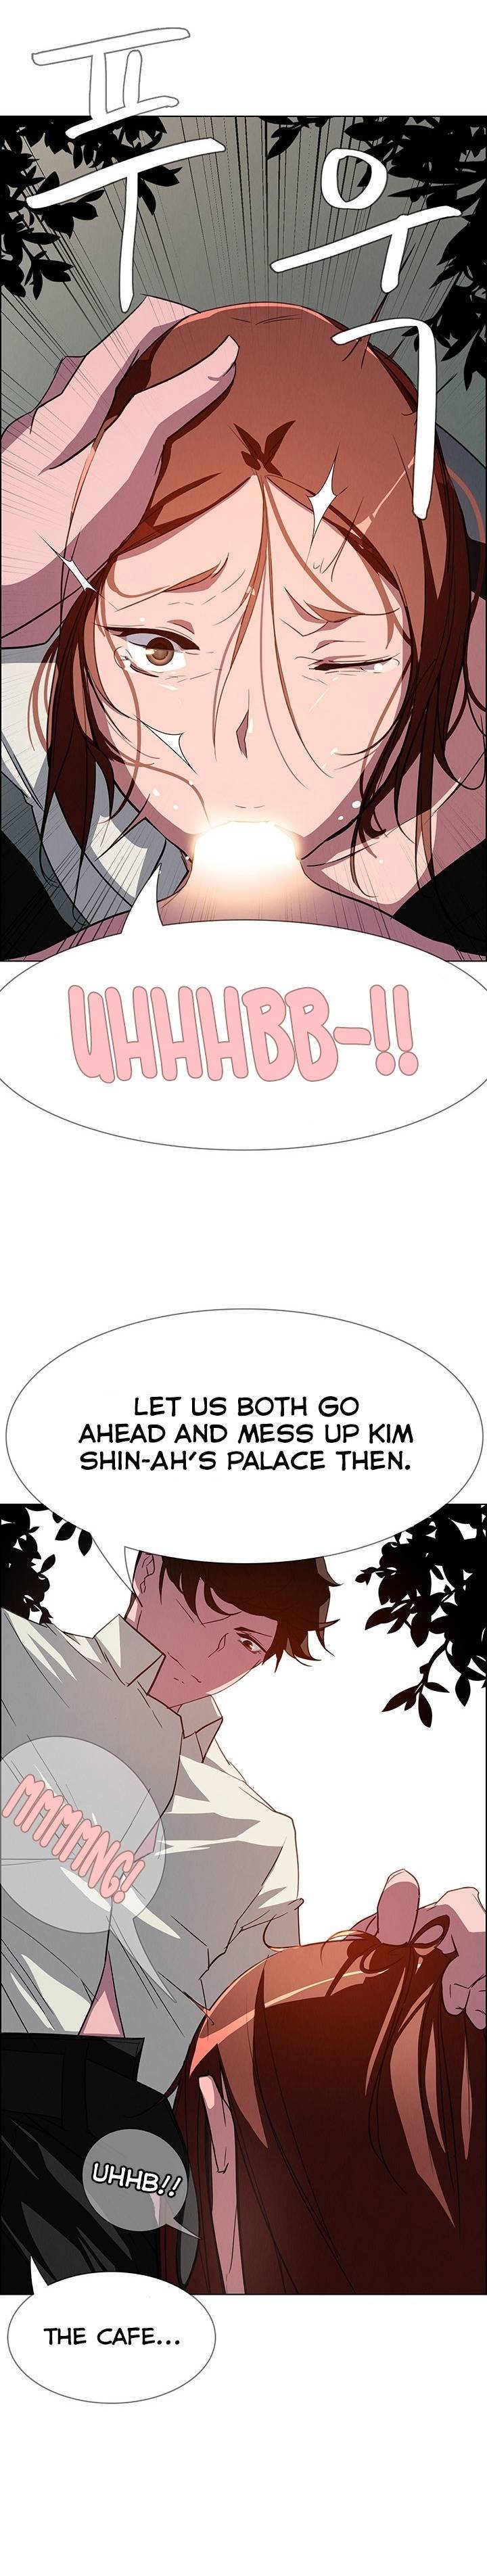 푸욱
UHHHBB-!!
LET US BOTH GO
AHEAD AND MESS UP KIM
SHIN-AH'S PALACE THEN.
MMMMNG!
UHHB!!
THE CAFE...